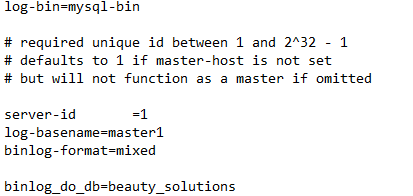 log-bin=mysql-bin
# required unique id between 1 and 2^32 - 1
# defaults to 1 if master-host is not set
# but will not function as a master if omitted
server-id       =1
log-basename=master1
binlog-format=mixed
binlog_do_db=beauty_solutions